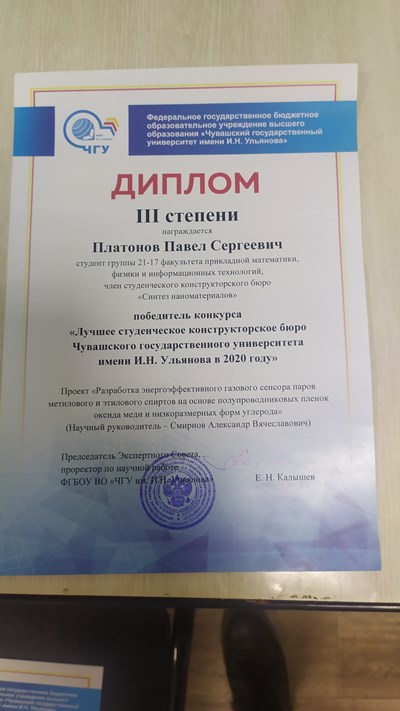 Федеральное государственное бюджетное
образовательное учреждение высшего
образования «Чувашский государственный
университет имени И.Н. Ульянова»
ЧГУ
ДИПЛОМ
III степени
награждается
Платонов Павел Сергеевич
студент группы 21-17 факультета прикладной математики,
физики и информационных технологий,
член студенческого конструкторского бюро
«Синтез наноматериалов»
победитель конкурса
«Лучшее студенческое конструкторское бюро
Чувашского государственного университета
имени И.Н. Ульянова в 2020 году»
Проект «Разработка энергоэффективного газового сенсора паров
метилового и этилового спиртов на основе полупроводниковых пленок
оксида меди и низкоразмерных форм углерода»
(Научный руководитель – Смирнов Александр Вячеславович)
Председатель Экспертного Совета,
проректор по научной работе
ФГБОУ ВО «ЧГУ им. И.Н. Ульянова»
Е. Н. Кадышев